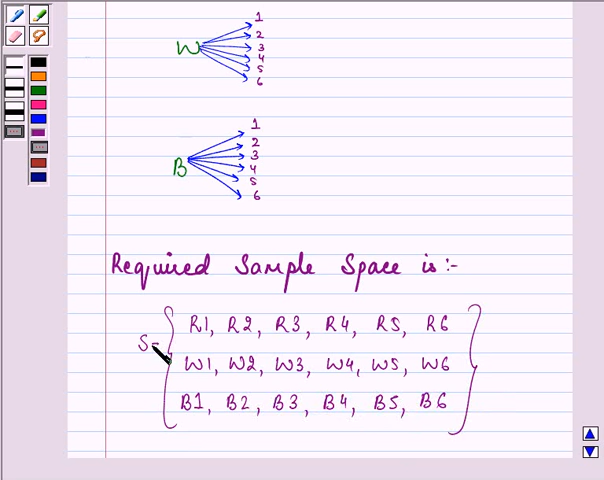 1
2
W 3
4
5
6
1
2
3
B 4
5
6
Required Sample Space is :-
R1, R2, R3, R4, R5, R6
S=
W1, W2, W3, W4, W5, W6
B1, B2, B3, B4, B5, B6